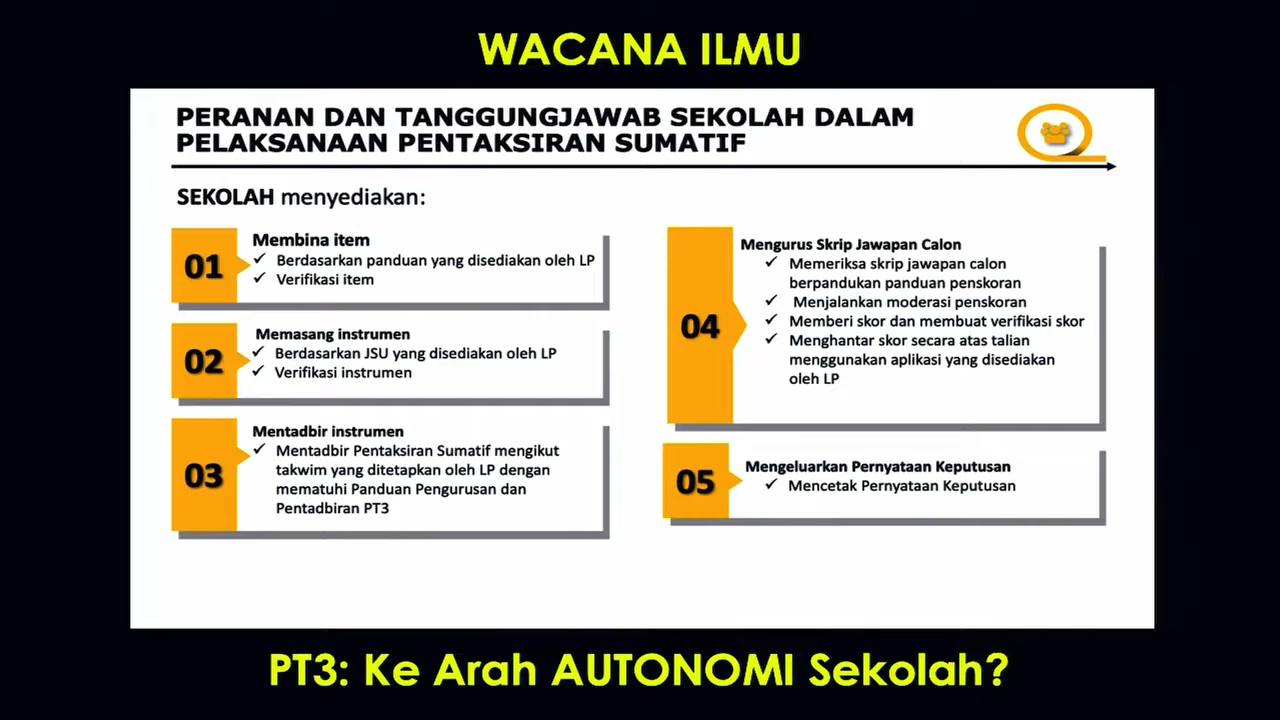 WACANA ILMU
PERANAN DAN TANGGUNGJAWAB SEKOLAH DALAM
PELAKSANAAN PENTAKSIRAN SUMATIF
SEKOLAH menyediakan:
01
Membina item
✓ Berdasarkan panduan yang disediakan oleh LP
✓ Verifikasi item
02
Memasang instrumen
✓ Berdasarkan JSU yang disediakan oleh LP
✓ Verifikasi instrumen
03
Mentadbir instrumen
✓ Mentadbir Pentaksiran Sumatif mengikut
takwim yang ditetapkan oleh LP dengan
mematuhi Panduan Pengurusan dan
Pentadbiran PT3
04
Mengurus Skrip Jawapan Calon
✓ Memeriksa skrip jawapan calon
berpandukan panduan penskoran
✓ Menjalankan moderasi penskoran
✓ Memberi skor dan membuat verifikasi skor
✓ Menghantar skor secara atas talian
menggunakan aplikasi yang disediakan
oleh LP
05
Mengeluarkan Pernyataan Keputusan
✓ Mencetak Pernyataan Keputusan
PT3: Ke Arah AUTONOMI Sekolah?